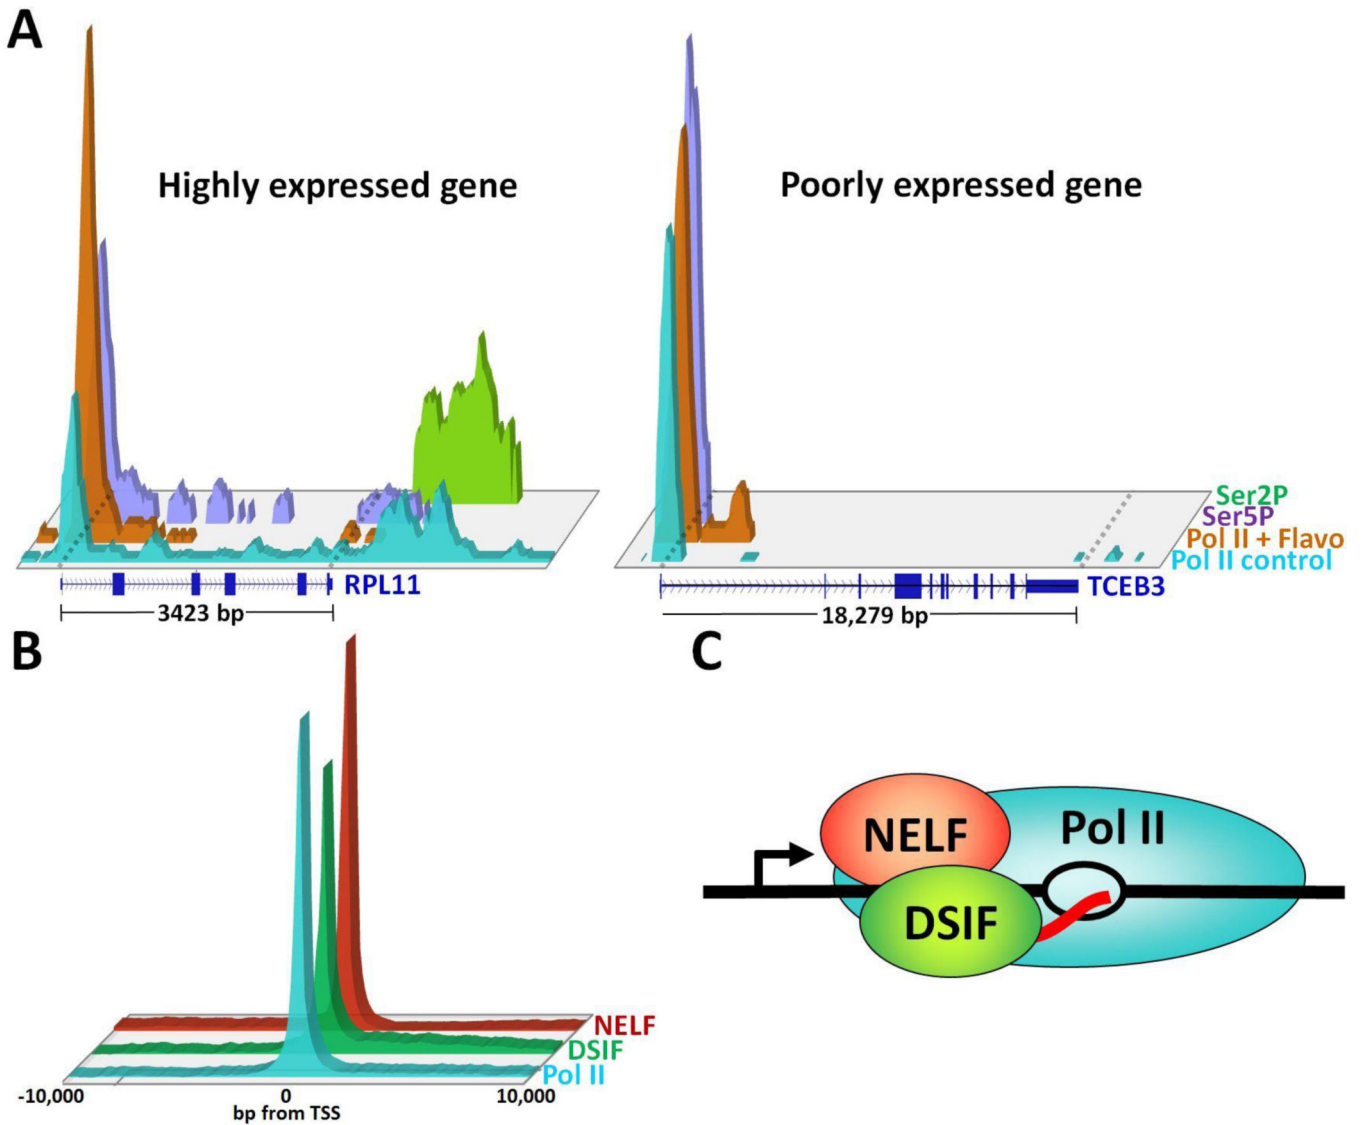 A
Highly expressed gene
Poorly expressed gene
Ser2P
Ser5P
Pol II + Flavo
Pol II control
RPL11
TCEB3
3423 bp
18,279 bp
B
C
NELF
DSIF
Pol II
-10,000
0
10,000
bp from TSS
NELF
Pol II
DSIF